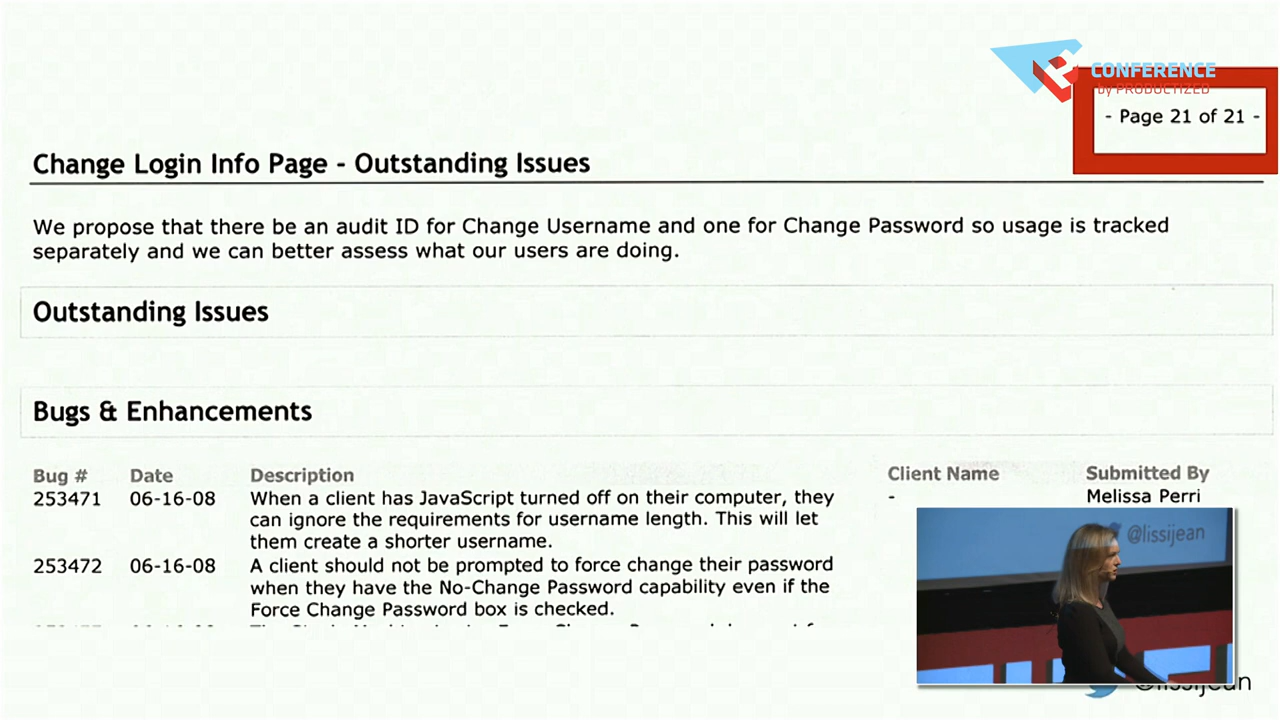 CONFERENCE
by PRODUCTIZED
- Page 21 of 21 -
Change Login Info Page - Outstanding Issues
We propose that there be an audit ID for Change Username and one for Change Password so usage is tracked
separately and we can better assess what our users are doing.
Outstanding Issues
Bugs & Enhancements
Bug # Date Description Client Name Submitted By
253471 06-16-08 When a client has JavaScript turned off on their computer, they - Melissa Perri
can ignore the requirements for username length. This will let
them create a shorter username.
253472 06-16-08 A client should not be prompted to force change their password
when they have the No-Change Password capability even if the
Force Change Password box is checked.
@lissijean
@lissijean